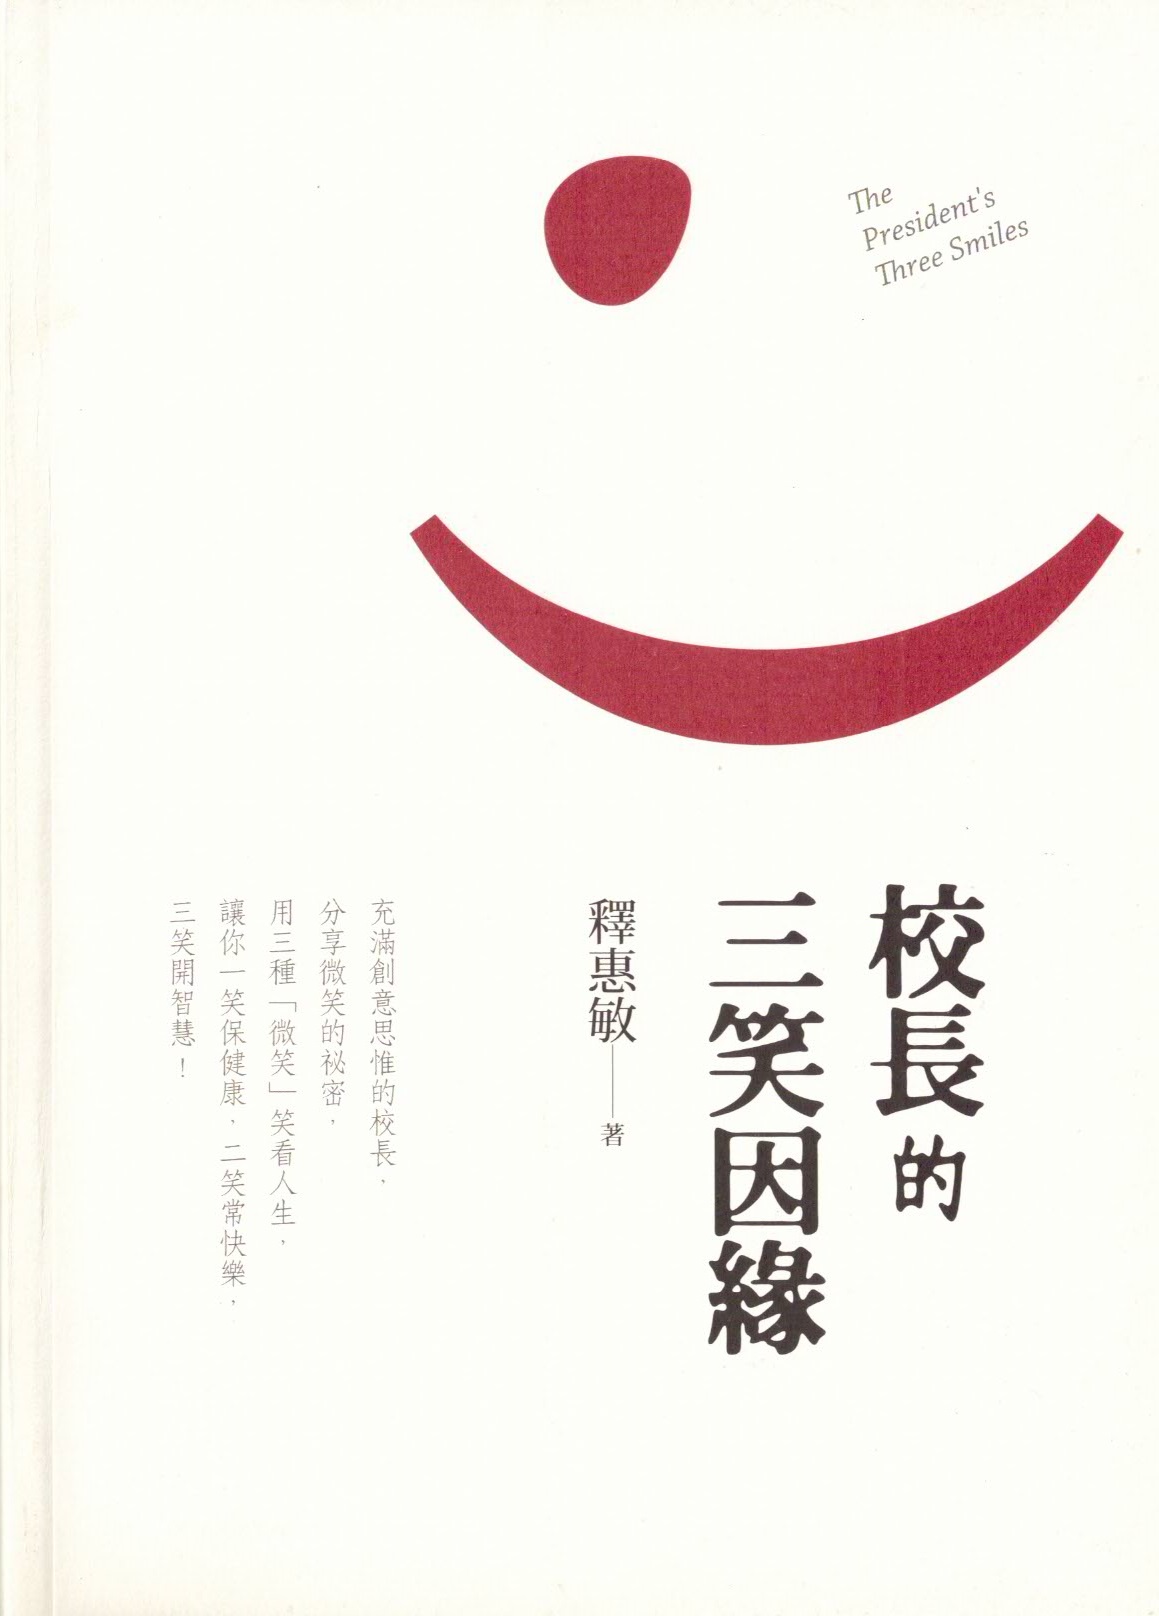 The
President's
Three Smiles
校長的
三笑因緣
釋惠敏——著
充滿創意思惟的校長，
分享微笑的祕密，
用三種「微笑」笑看人生，
讓你一笑保健康，二笑常快樂，
三笑開智慧！